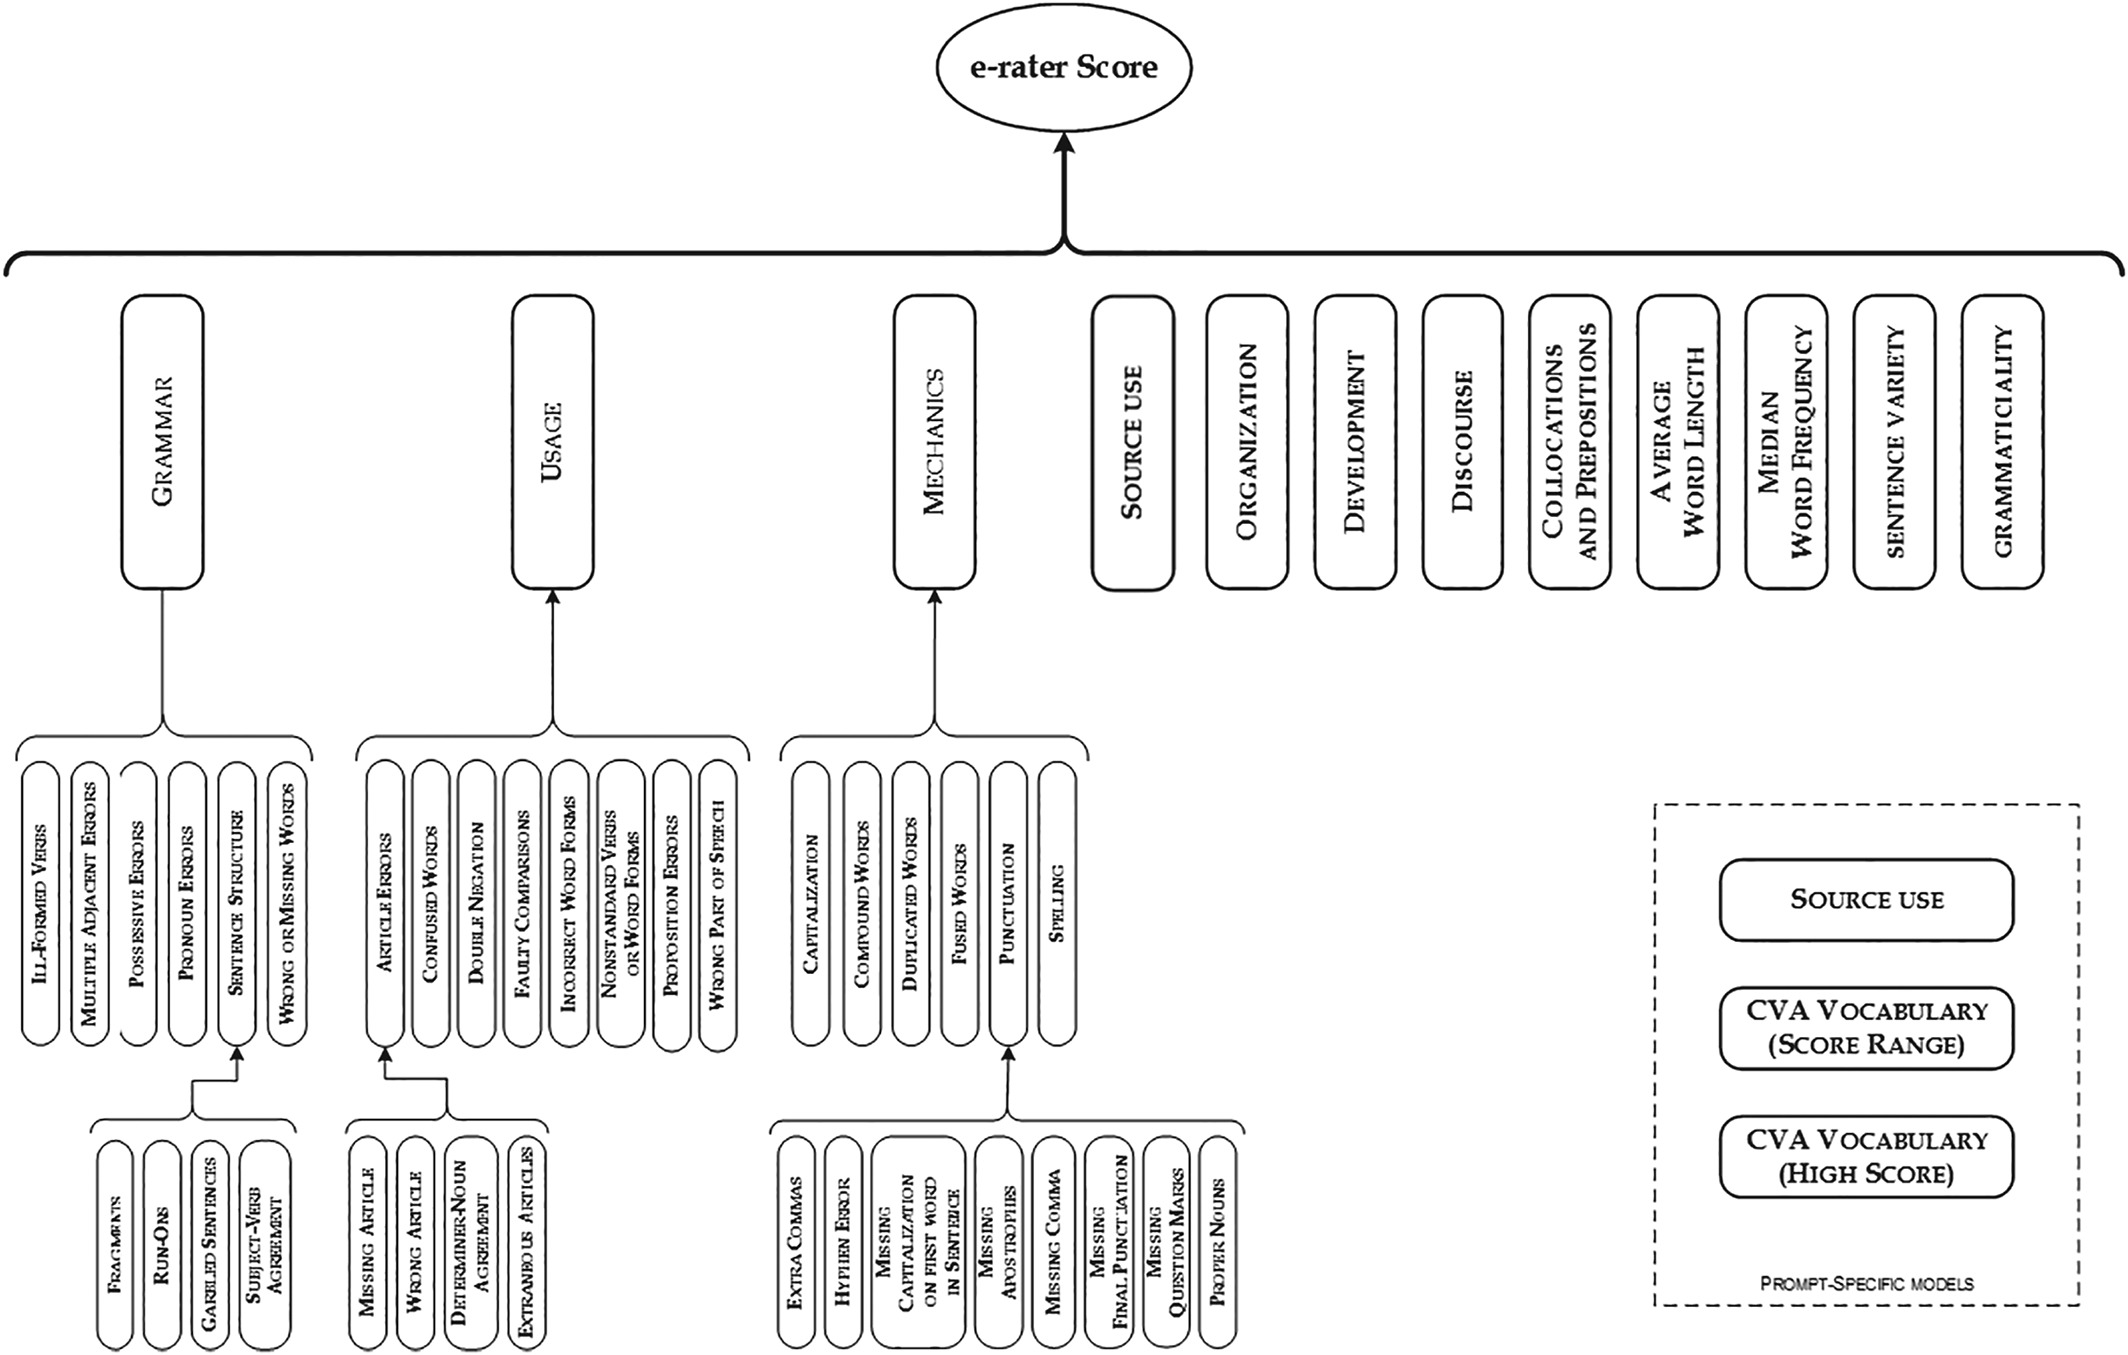 e-rater Score
GRAMMAR
USAGE
MECHANICS
SOURCE USE
ORGANIZATION
DEVELOPMENT
DISCOURSE
COLLOCATIONS
AND PREPOSITIONS
AVERAGE
WORD LENGTH
MEDIAN
WORD FREQUENCY
SENTENCE VARIETY
GRAMMATICIALITY
ILL-FORMED VERBS
MULTIPLE ADJACENT ERRORS
POSSESSIVE ERRORS
PRONOUN ERRORS
SENTENCE STRUCTURE
WRONG OR MISSING WORDS
ARTICLE ERRORS
CONFUSED WORDS
DOUBLE NEGATION
FAULTY COMPARISONS
INCORRECT WORD FORMS
NONSTANDARD VERBS
OR WORD FORMS
PROPOSITION ERRORS
WRONG PART OF SPEECH
CAPITALIZATION
COMPOUND WORDS
DUPLICATED WORDS
FUSED WORDS
PUNCTUATION
SPELLING
FRAGMENTS
RUN-ONS
GARBLED SENTENCES
SUBJECT-VERB
AGREEMENT
MISSING ARTICLE
WRONG ARTICLE
DETERMINER-NOUN
AGREEMENT
EXTRANEOUS ARTICLES
EXTRA COMMAS
HYPHEN ERROR
MISSING
CAPITALIZATION
ON FIRST WORD
IN SENTENCE
MISSING
APOSTROPHES
MISSING COMMA
MISSING
FINAL PUNCTUATION
MISSING
QUESTION MARKS
PROPER NOUNS
SOURCE USE
CVA VOCABULARY
(SCORE RANGE)
CVA VOCABULARY
(HIGH SCORE)
PROMPT-SPECIFIC MODELS